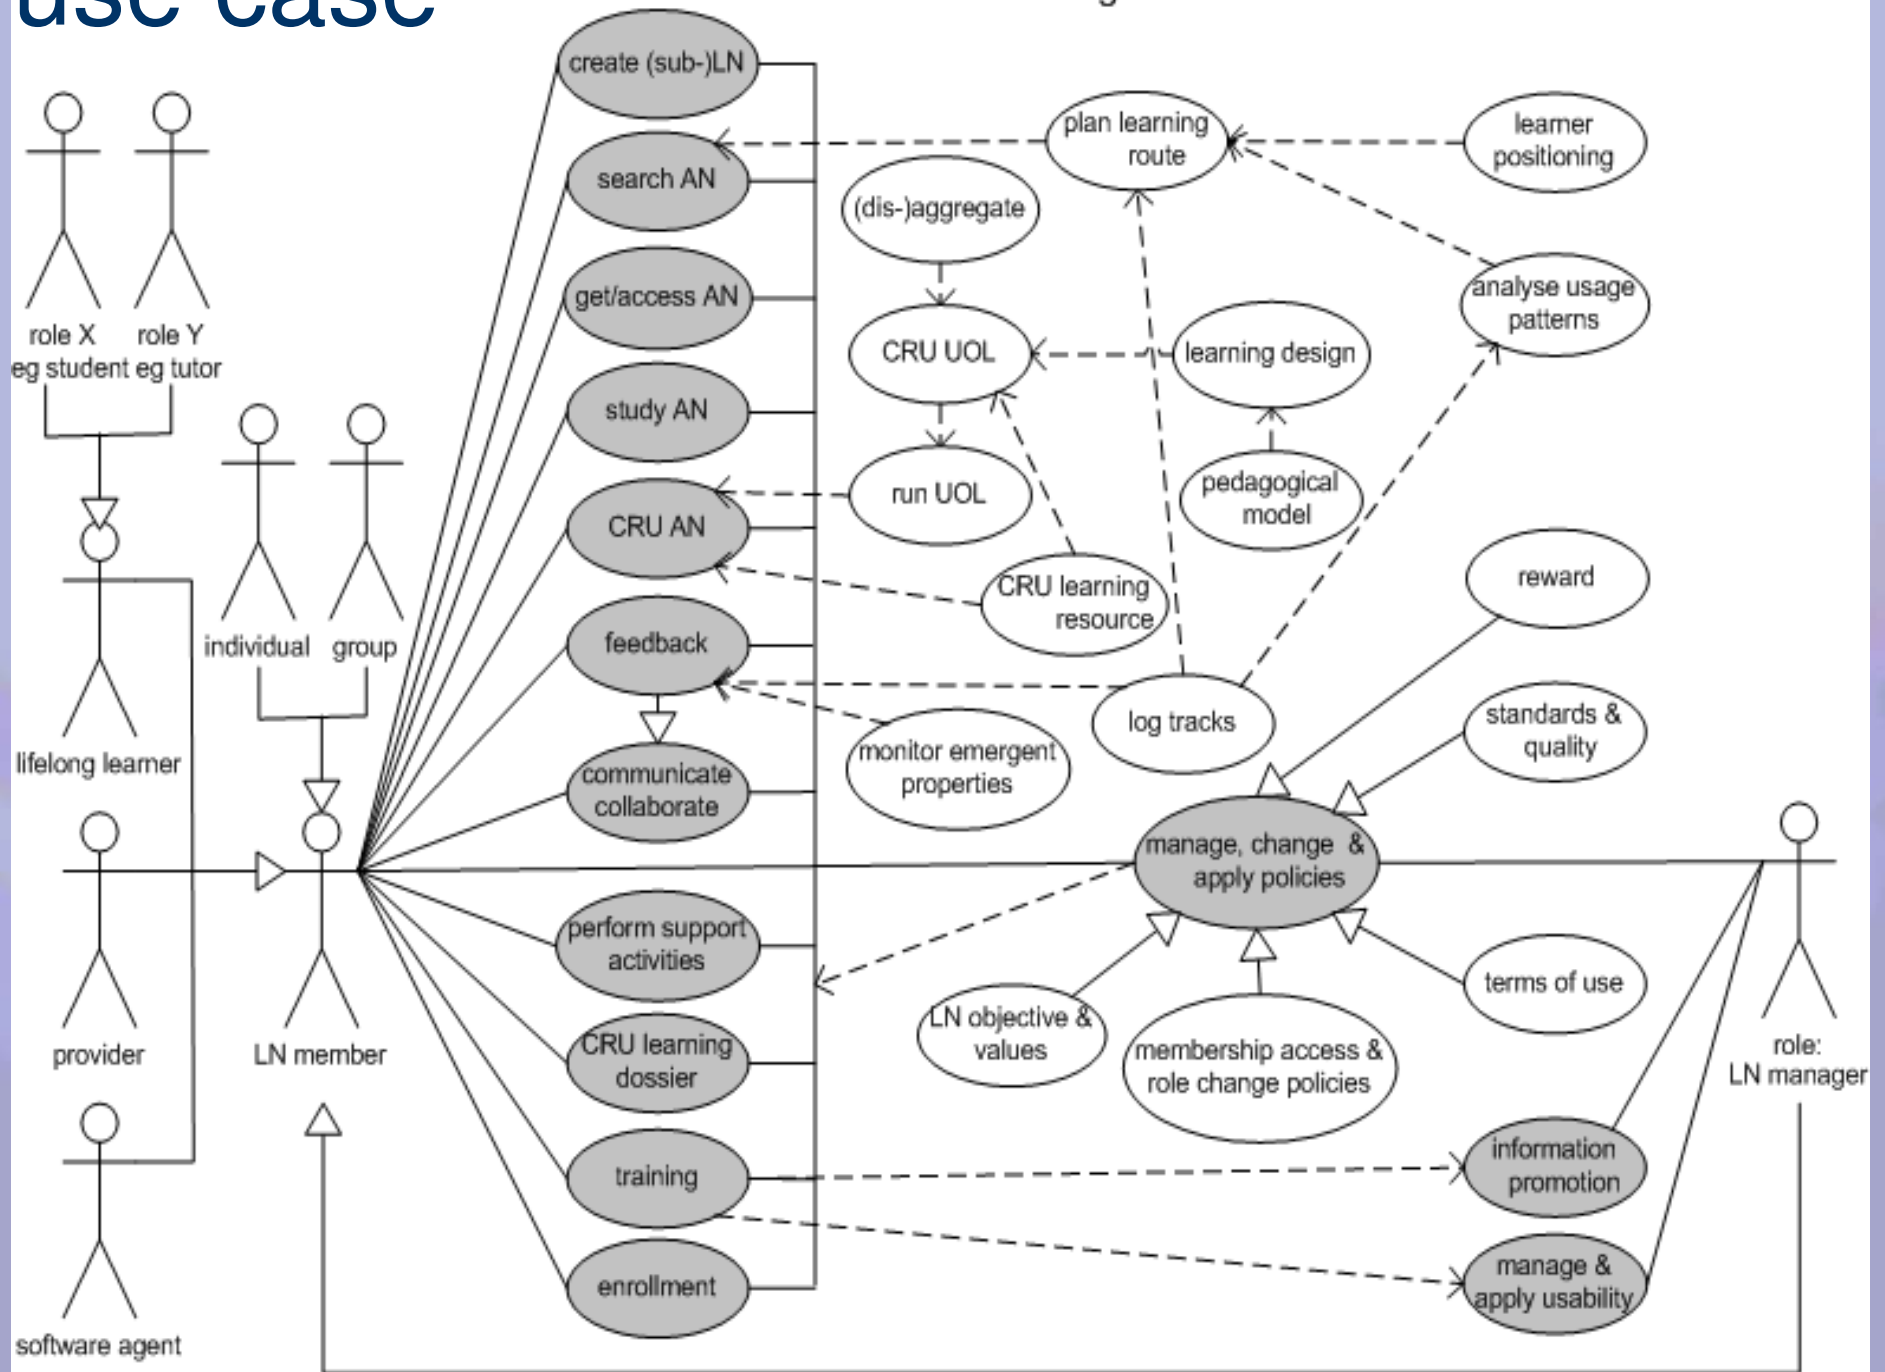 use case
create (sub-)LN
search AN
get/access AN
study AN
CRU AN
feedback
communicate
collaborate
perform support
activities
CRU learning
dossier
training
enrollment
role X
eg student
role Y
eg tutor
individual
group
lifelong learner
provider
LN member
software agent
plan learning
route
learner
positioning
(dis-)aggregate
analyse usage
patterns
CRU UOL
learning design
run UOL
pedagogical
model
CRU learning
resource
reward
log tracks
standards &
quality
monitor emergent
properties
manage, change &
apply policies
terms of use
LN objective &
values
membership access &
role change policies
role:
LN manager
information
promotion
manage &
apply usability